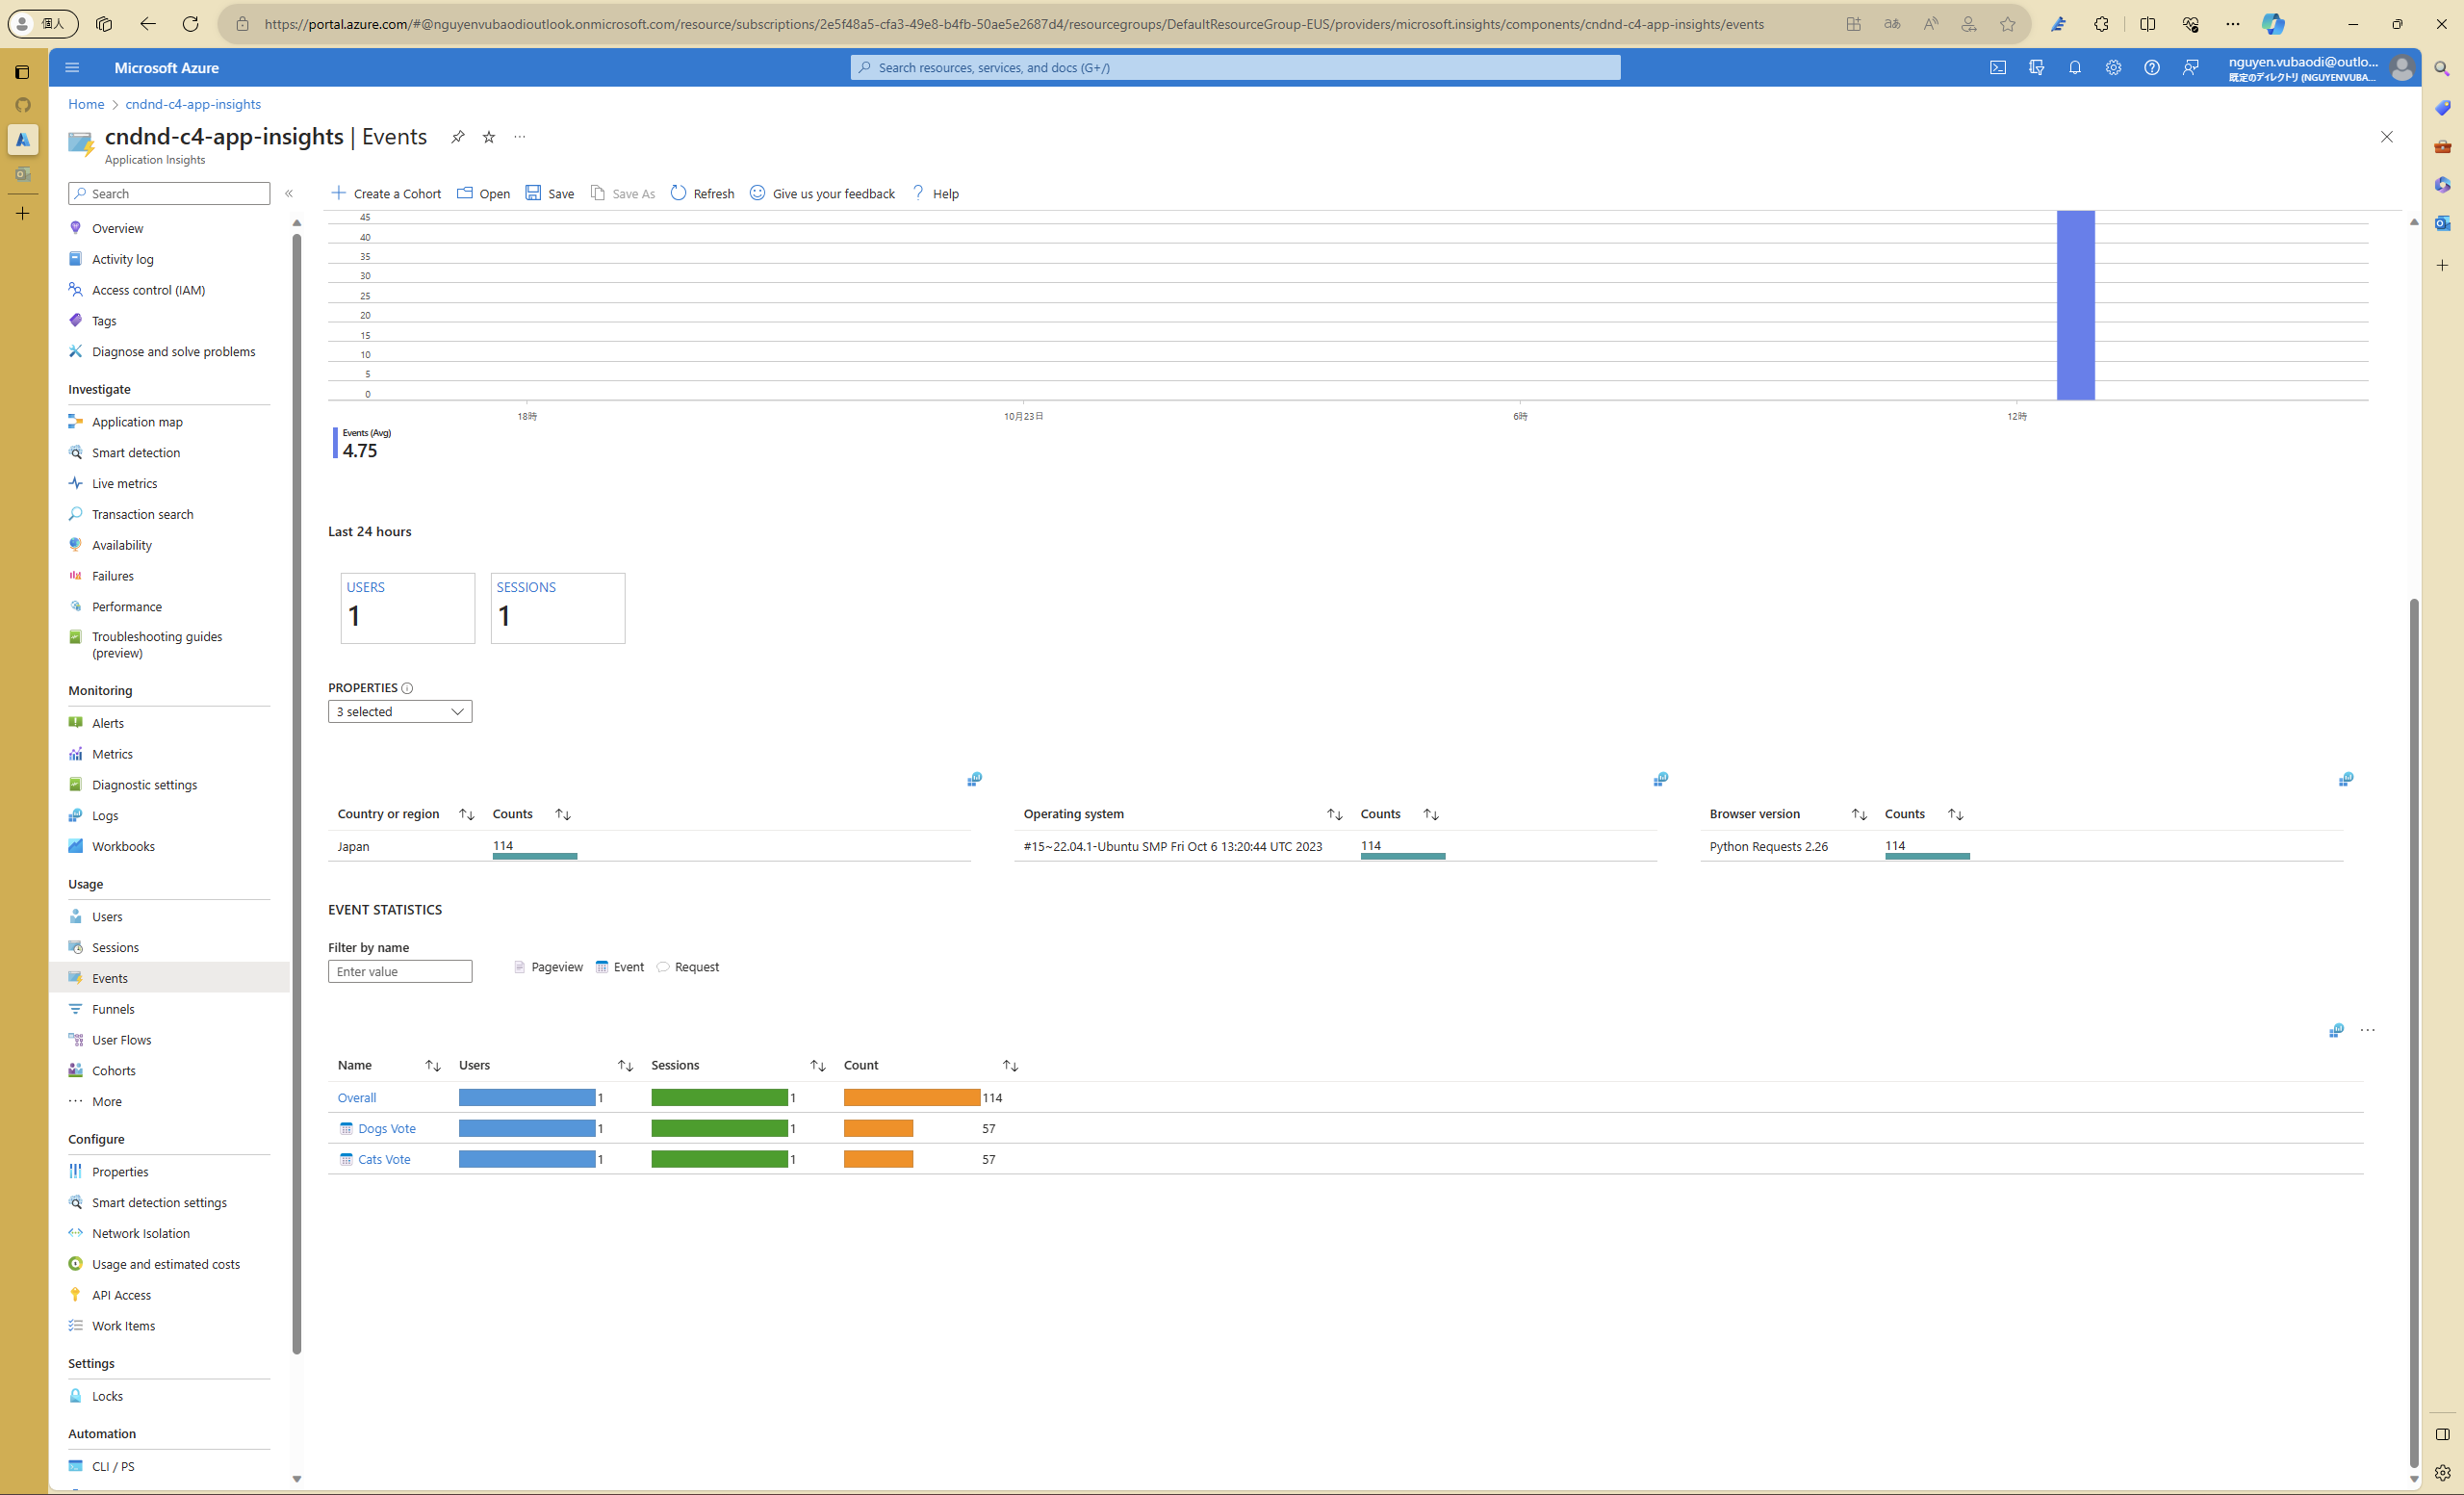 個人
https://portal.azure.com/#@nguyenvubaodioutlook.onmicrosoft.com/resource/subscriptions/2e5f48a5-cfa3-49e8-b4fb-50ae5e2687d4/resourcegroups/DefaultResourceGroup-EUS/providers/microsoft.insights/components/cndnd-c4-app-insights/events
Microsoft Azure
Search resources, services, and docs (G+/)
nguyen.vubaodi@outlo...
既定のディレクトリ (NGUYENVUBA...
Home > cndnd-c4-app-insights
cndnd-c4-app-insights | Events
Application Insights
Search
Create a Cohort
Open
Save
Save As
Refresh
Give us your feedback
Help
Overview
Activity log
Access control (IAM)
Tags
Diagnose and solve problems
Investigate
Application map
Smart detection
Live metrics
Transaction search
Availability
Failures
Performance
Troubleshooting guides
(preview)
Monitoring
Alerts
Metrics
Diagnostic settings
Logs
Workbooks
Usage
Users
Sessions
Events
Funnels
User Flows
Cohorts
More
Configure
Properties
Smart detection settings
Network Isolation
Usage and estimated costs
API Access
Work Items
Settings
Locks
Automation
CLI / PS
45
40
35
30
25
20
15
10
5
0
18時 10月23日 6時 12時
Events (Avg)
4.75
Last 24 hours
USERS
1
SESSIONS
1
PROPERTIES
3 selected
Country or region Counts
Japan 114
Operating system Counts
#15~22.04.1-Ubuntu SMP Fri Oct 6 13:20:44 UTC 2023 114
Browser version Counts
Python Requests 2.26 114
EVENT STATISTICS
Filter by name
Enter value
Pageview Event Request
Name Users Sessions Count
Overall 1 1 114
Dogs Vote 1 1 57
Cats Vote 1 1 57